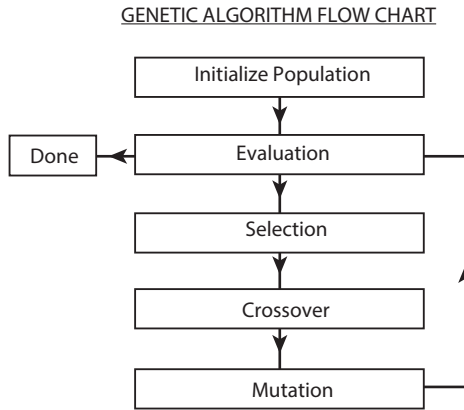 GENETIC ALGORITHM FLOW CHART
Initialize Population
Done
Evaluation
Selection
Crossover
Mutation